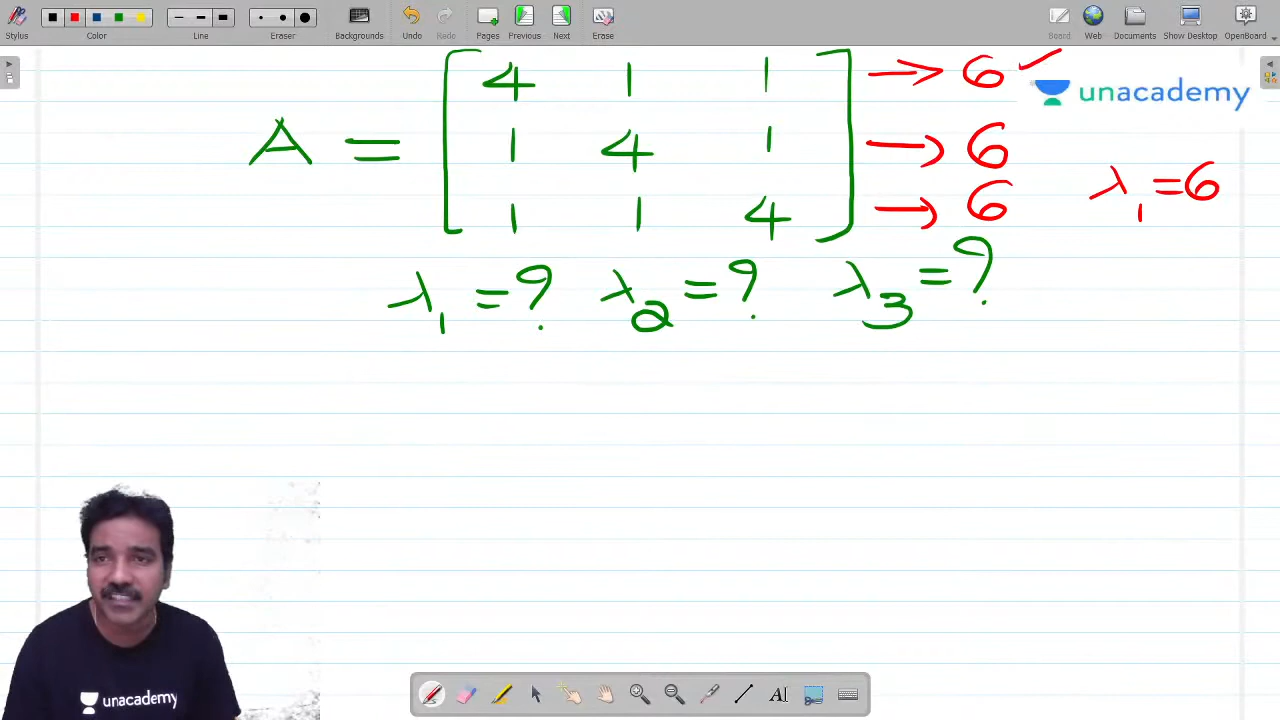 Stylus Color Line Eraser Backgrounds Undo Redo Pages Previous Next Erase Board Web Documents Show Desktop OpenBoard
unacademy
4 1 1 → 6 ✓
A = 1 4 1 → 6
1 1 4 → 6
λ₁ = 6
λ₁ = ? λ₂ = ? λ₃ = ?
unacademy
A